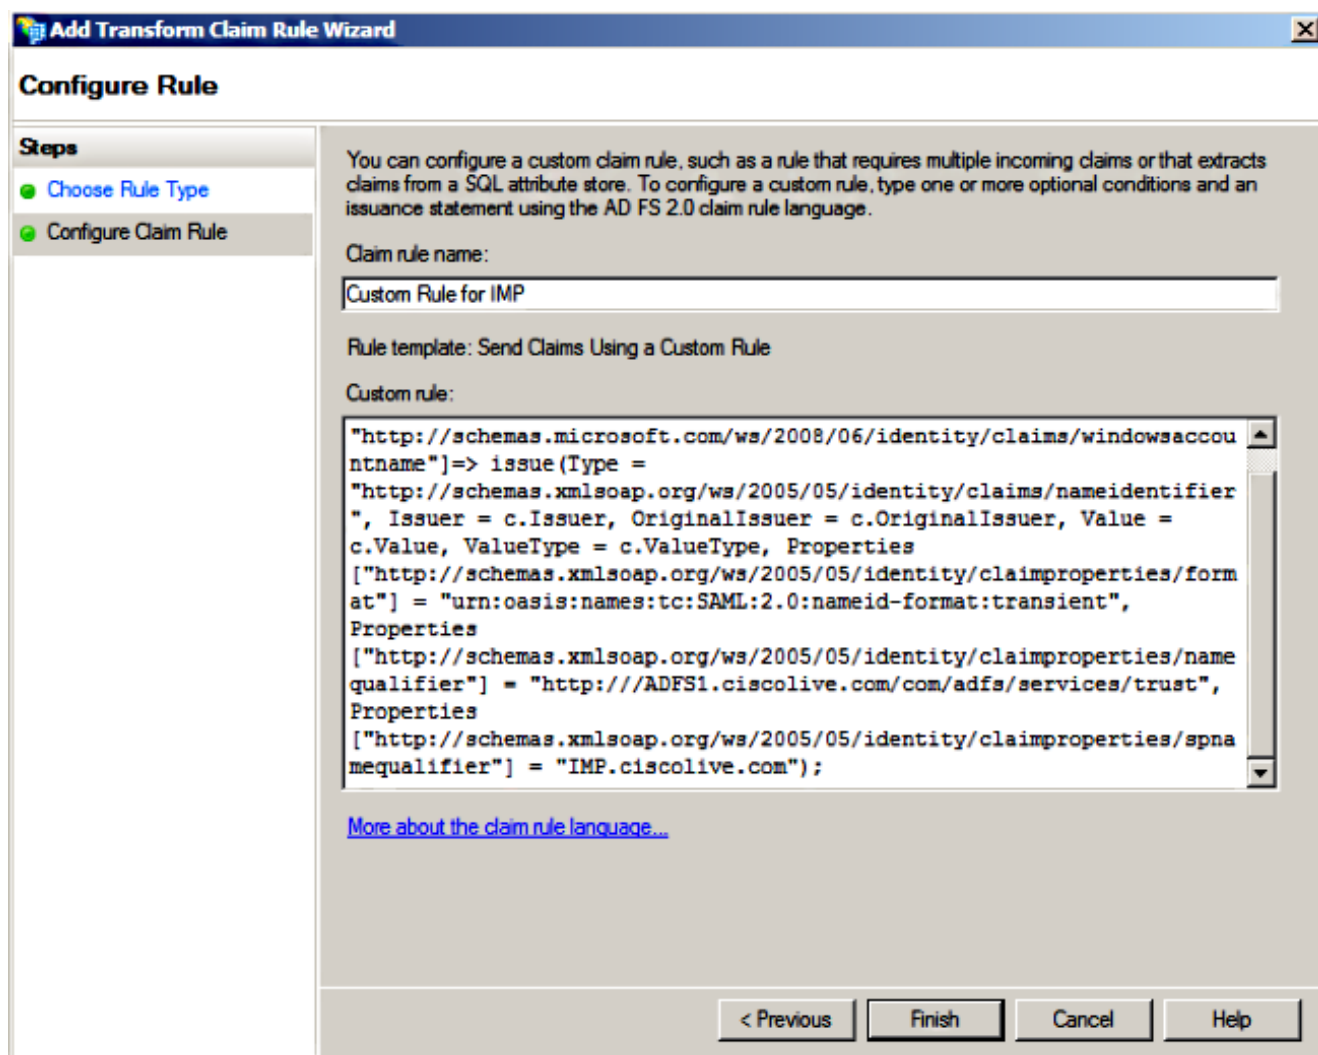 Add Transform Claim Rule Wizard
Configure Rule
Steps
Choose Rule Type
Configure Claim Rule
You can configure a custom claim rule, such as a rule that requires multiple incoming claims or that extracts
claims from a SQL attribute store. To configure a custom rule, type one or more optional conditions and an
issuance statement using the AD FS 2.0 claim rule language.
Claim rule name:
Custom Rule for IMP
Rule template: Send Claims Using a Custom Rule
Custom rule:
"http://schemas.microsoft.com/ws/2008/06/identity/claims/windowsaccou
ntname"]=> issue(Type =
"http://schemas.xmlsoap.org/ws/2005/05/identity/claims/nameidentifier
", Issuer = c.Issuer, OriginalIssuer = c.OriginalIssuer, Value =
c.Value, ValueType = c.ValueType, Properties
["http://schemas.xmlsoap.org/ws/2005/05/identity/claimproperties/form
at"] = "urn:oasis:names:tc:SAML:2.0:nameid-format:transient",
Properties
["http://schemas.xmlsoap.org/ws/2005/05/identity/claimproperties/name
qualifier"] = "http:///ADFS1.ciscolive.com/com/adfs/services/trust",
Properties
["http://schemas.xmlsoap.org/ws/2005/05/identity/claimproperties/spna
mequalifier"] = "IMP.ciscolive.com");
More about the claim rule language...
< Previous
Finish
Cancel
Help